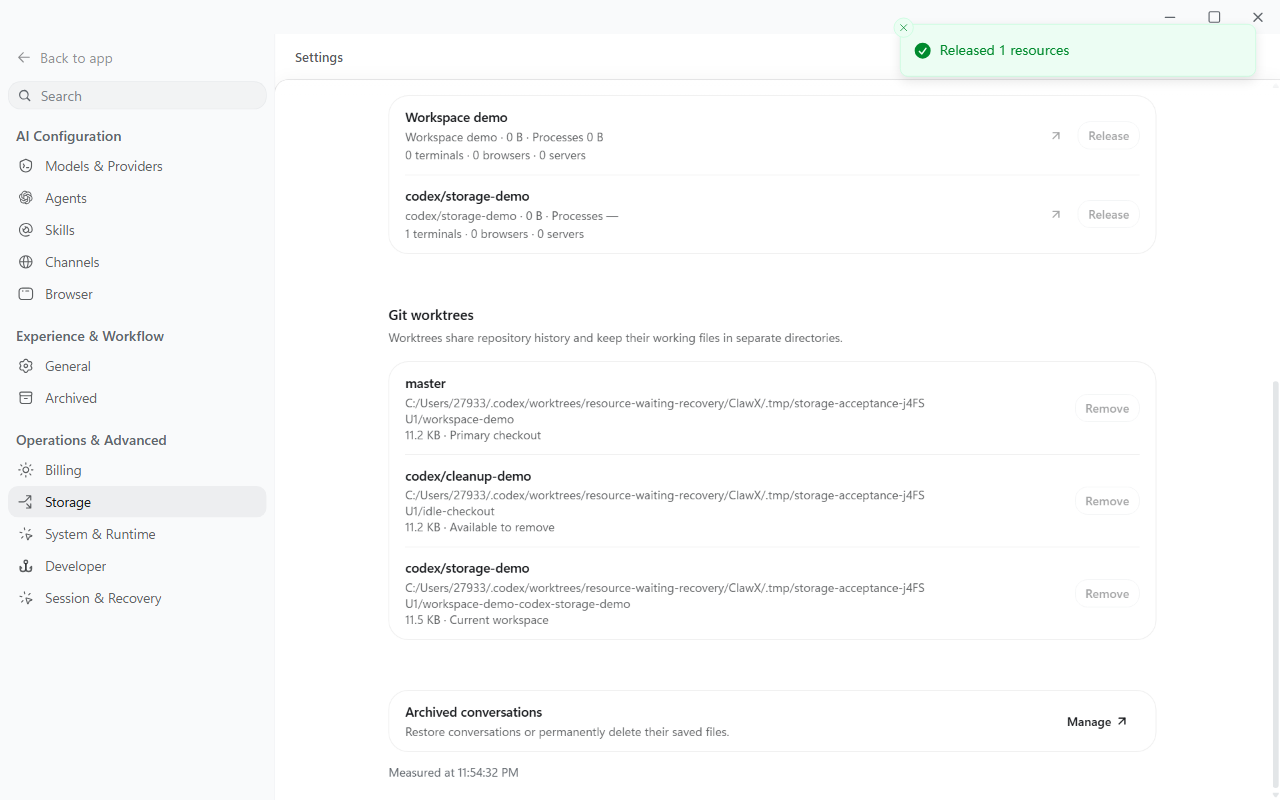 Back to app
Search
AI Configuration
Models & Providers
Agents
Skills
Channels
Browser
Experience & Workflow
General
Archived
Operations & Advanced
Billing
Storage
System & Runtime
Developer
Session & Recovery
Settings
Released 1 resources
Workspace demo
Workspace demo · 0 B · Processes 0 B
0 terminals · 0 browsers · 0 servers
Release
codex/storage-demo
codex/storage-demo · 0 B · Processes —
1 terminals · 0 browsers · 0 servers
Release
Git worktrees
Worktrees share repository history and keep their working files in separate directories.
master
C:/Users/27933/.codex/worktrees/resource-waiting-recovery/ClawX/.tmp/storage-acceptance-j4FS
U1/workspace-demo
11.2 KB · Primary checkout
Remove
codex/cleanup-demo
C:/Users/27933/.codex/worktrees/resource-waiting-recovery/ClawX/.tmp/storage-acceptance-j4FS
U1/idle-checkout
11.2 KB · Available to remove
Remove
codex/storage-demo
C:/Users/27933/.codex/worktrees/resource-waiting-recovery/ClawX/.tmp/storage-acceptance-j4FS
U1/workspace-demo-codex-storage-demo
11.5 KB · Current workspace
Remove
Archived conversations
Restore conversations or permanently delete their saved files.
Manage
Measured at 11:54:32 PM